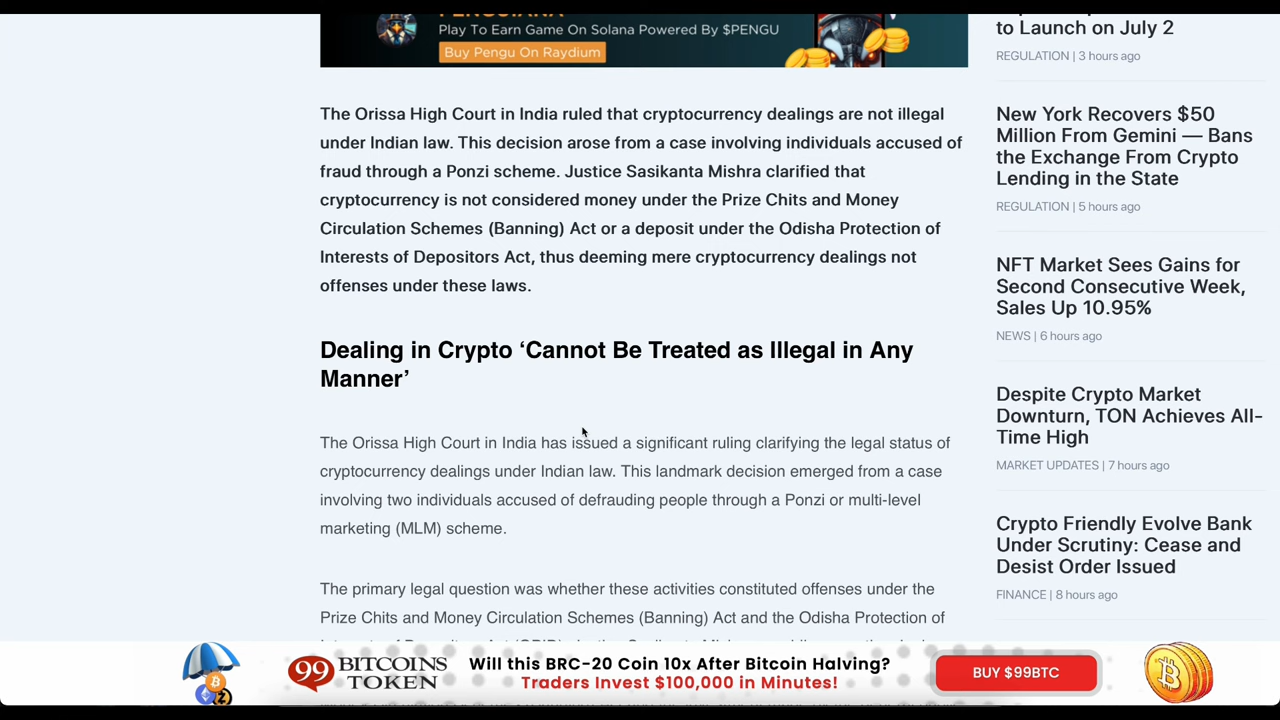 Play To Earn Game On Solana Powered By $PENGU
Buy Pengu On Raydium
The Orissa High Court in India ruled that cryptocurrency dealings are not illegal
under Indian law. This decision arose from a case involving individuals accused of
fraud through a Ponzi scheme. Justice Sasikanta Mishra clarified that
cryptocurrency is not considered money under the Prize Chits and Money
Circulation Schemes (Banning) Act or a deposit under the Odisha Protection of
Interests of Depositors Act, thus deeming mere cryptocurrency dealings not
offenses under these laws.
Dealing in Crypto ‘Cannot Be Treated as Illegal in Any
Manner’
The Orissa High Court in India has issued a significant ruling clarifying the legal status of
cryptocurrency dealings under Indian law. This landmark decision emerged from a case
involving two individuals accused of defrauding people through a Ponzi or multi-level
marketing (MLM) scheme.
The primary legal question was whether these activities constituted offenses under the
Prize Chits and Money Circulation Schemes (Banning) Act and the Odisha Protection of
to Launch on July 2
REGULATION | 3 hours ago
New York Recovers $50
Million From Gemini — Bans
the Exchange From Crypto
Lending in the State
REGULATION | 5 hours ago
NFT Market Sees Gains for
Second Consecutive Week,
Sales Up 10.95%
NEWS | 6 hours ago
Despite Crypto Market
Downturn, TON Achieves All-
Time High
MARKET UPDATES | 7 hours ago
Crypto Friendly Evolve Bank
Under Scrutiny: Cease and
Desist Order Issued
FINANCE | 8 hours ago
99 BITCOINS
TOKEN
Will this BRC-20 Coin 10x After Bitcoin Halving?
Traders Invest $100,000 in Minutes!
BUY $99BTC